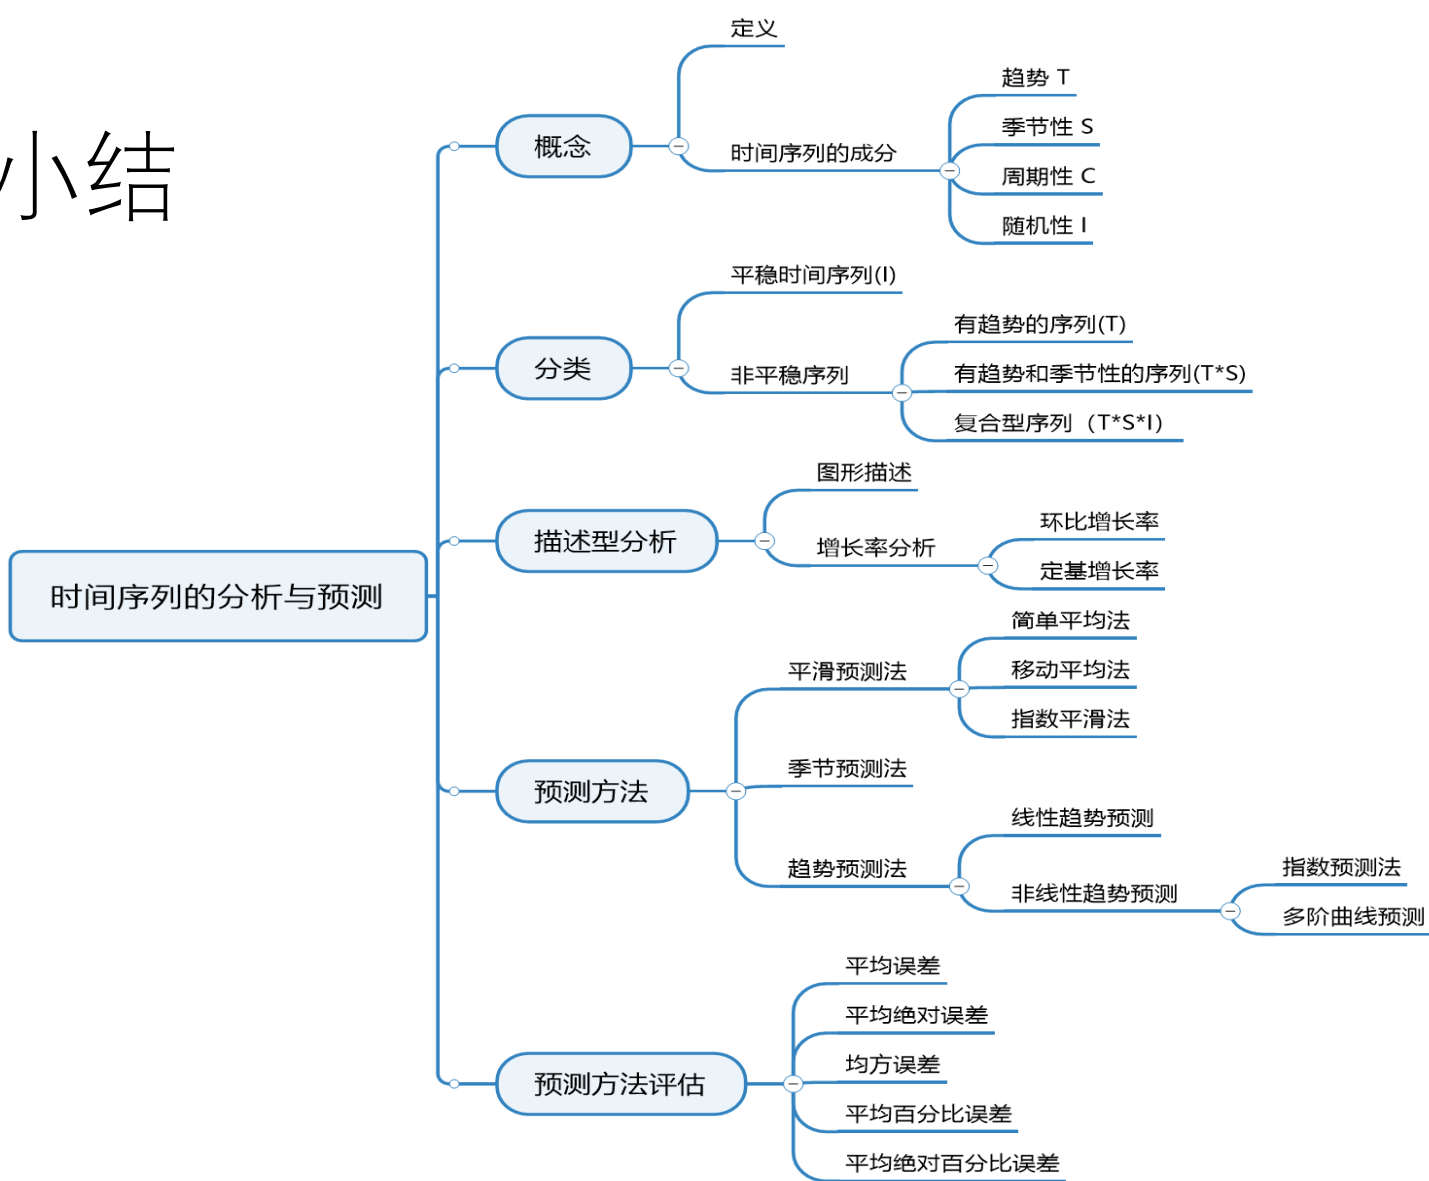 小结
时间序列的分析与预测
概念
定义
时间序列的成分
趋势 T
季节性 S
周期性 C
随机性 I
分类
平稳时间序列(I)
非平稳序列
有趋势的序列(T)
有趋势和季节性的序列(T*S)
复合型序列（T*S*I）
描述型分析
图形描述
增长率分析
环比增长率
定基增长率
预测方法
平滑预测法
简单平均法
移动平均法
指数平滑法
季节预测法
趋势预测法
线性趋势预测
非线性趋势预测
指数预测法
多阶曲线预测
预测方法评估
平均误差
平均绝对误差
均方误差
平均百分比误差
平均绝对百分比误差